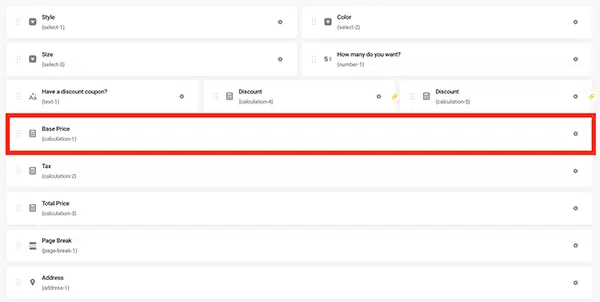 Style
{select-1}
Color
{select-2}
Size
{select-3}
How many do you want?
{number-1}
Have a discount coupon?
{text-1}
Discount
{calculation-4}
Discount
{calculation-5}
Base Price
{calculation-1}
Tax
{calculation-2}
Total Price
{calculation-3}
Page Break
{page-break-1}
Address
{address-1}